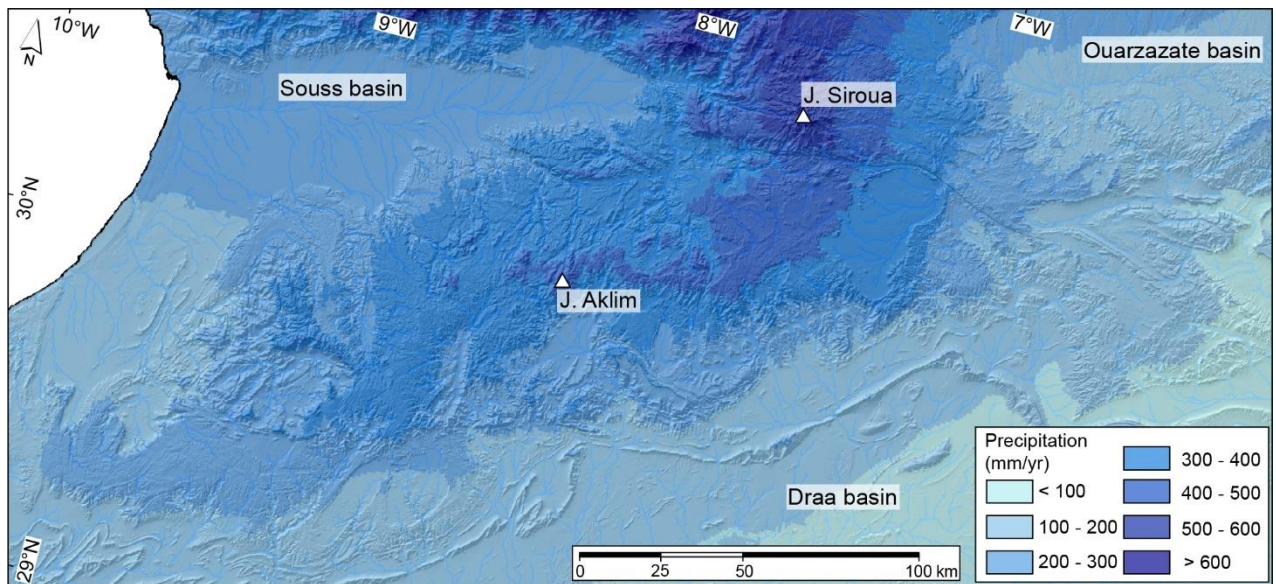 10°W
9°W
8°W
7°W
N
Souss basin
Ouarzazate basin
J. Siroua
30°N
J. Aklim
Draa basin
29°N
Precipitation
(mm/yr)
< 100
100 - 200
200 - 300
300 - 400
400 - 500
500 - 600
> 600
0 25 50 100 km